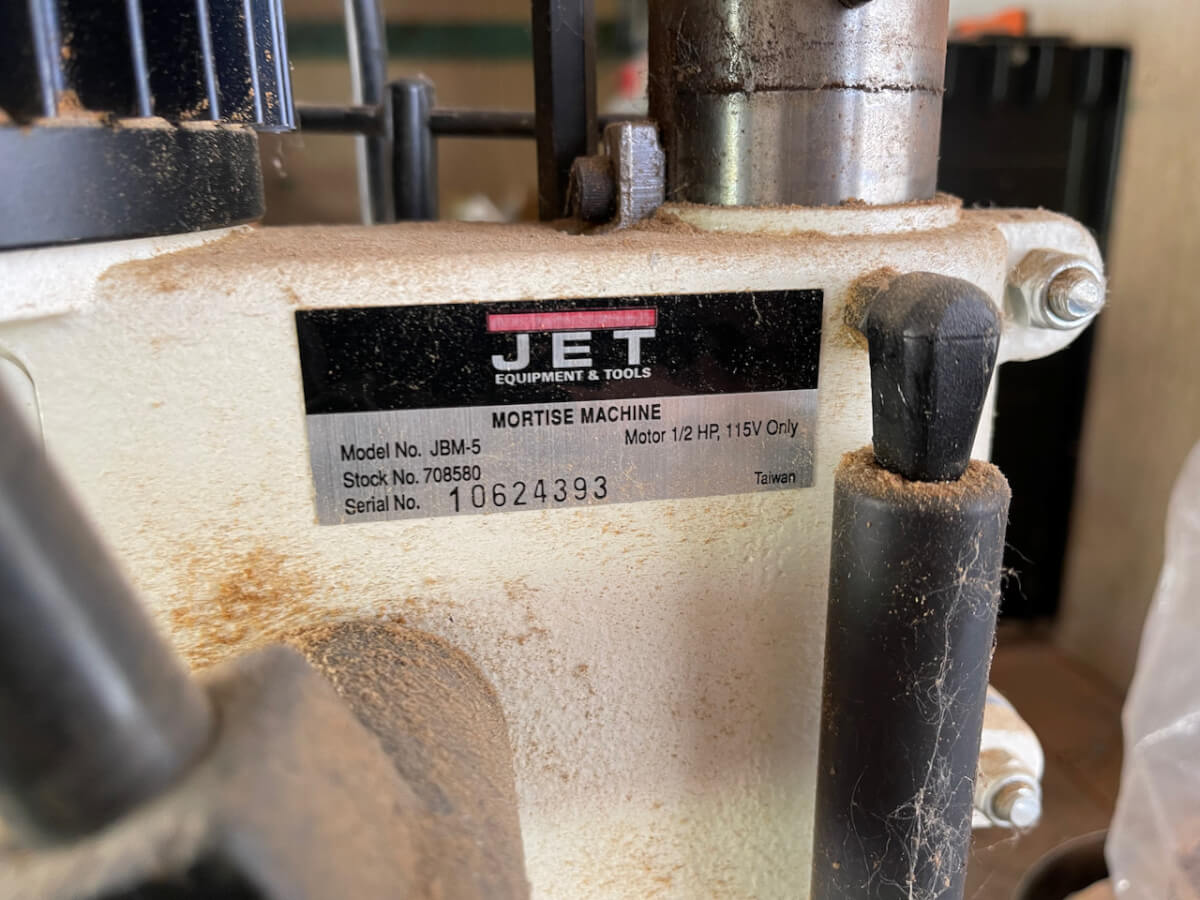 JET
EQUIPMENT & TOOLS
MORTISE MACHINE
Model No. JBM-5 Motor 1/2 HP, 115V Only
Stock No. 708580 Taiwan
Serial No. 10624393